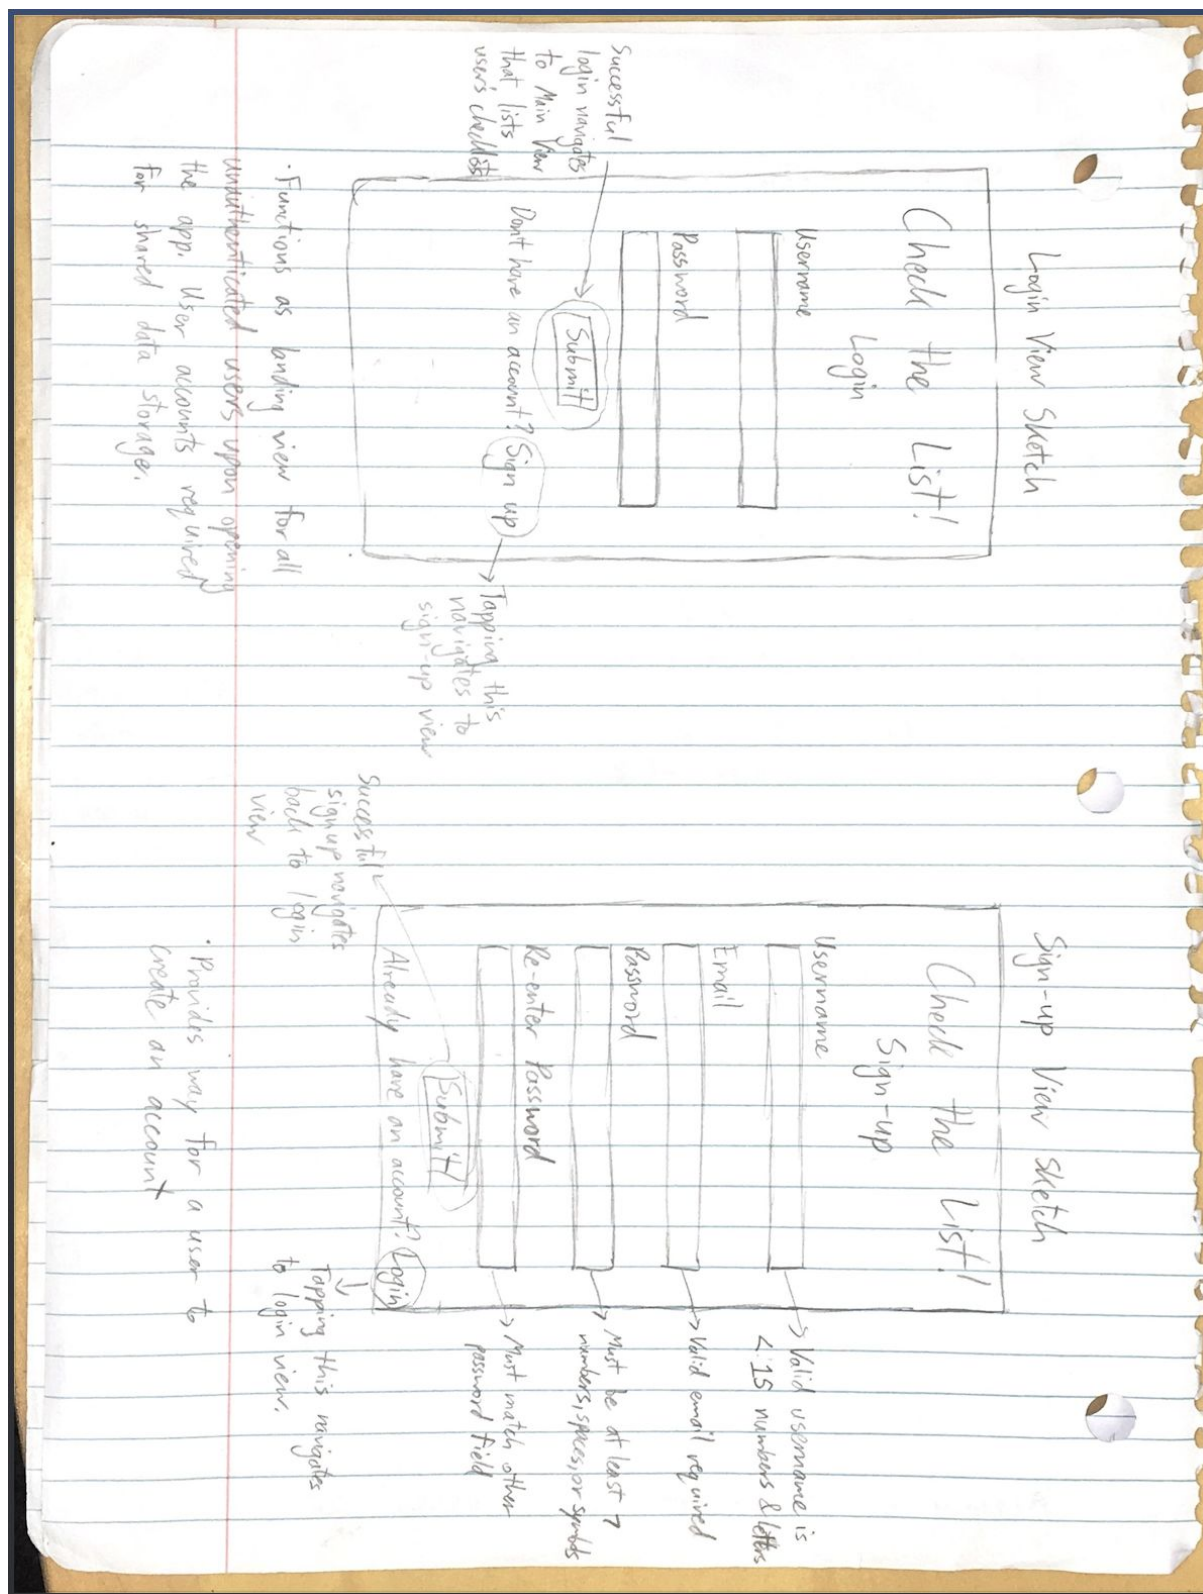 Login View Sketch
Check the List!
Login
Username
Password
Submit
Don't have an account? Sign up
Successful
login navigates
to Main View
that lists
user's checklists
Tapping this
navigates to
sign-up view
· Functions as landing view for all
unauthenticated users upon opening
the app. User accounts required
for shared data storage.
Sign-up View Sketch
Check the List!
Sign-up
Username
Email
Password
Re-enter Password
Submit
Already have an account? Login
Valid username is
<15 numbers & letters
Valid email required
Must be at least 7
numbers, spaces, or symbols
Must match other
password field
Successful
sign up navigates
back to login
view
Tapping this navigates
to login view.
· Provides way for a user to
create an account